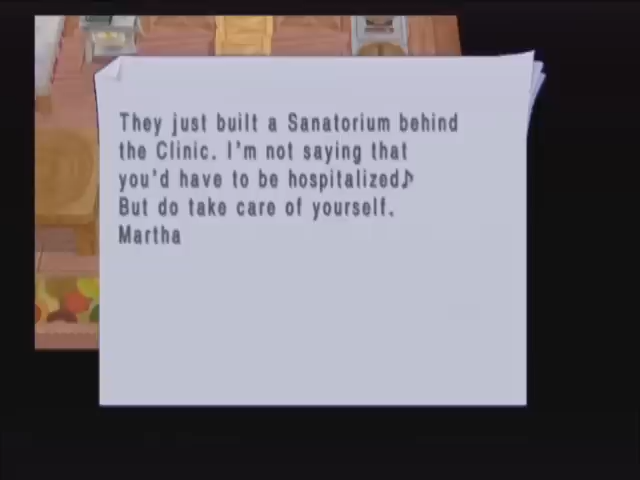 They just built a Sanatorium behind
the Clinic. I'm not saying that
you'd have to be hospitalized♪
But do take care of yourself.
Martha